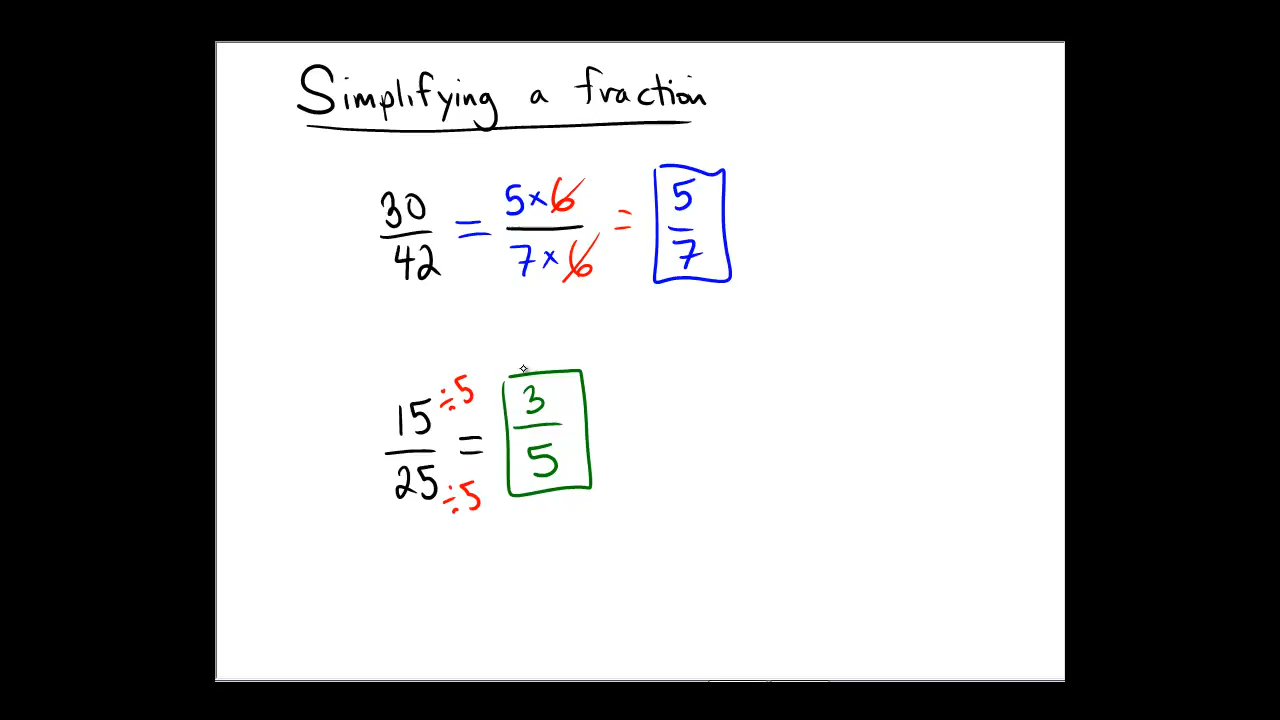 Simplifying a fraction
30/42 = 5×6/7×6 = 5/7
15÷5/25÷5 = 3/5